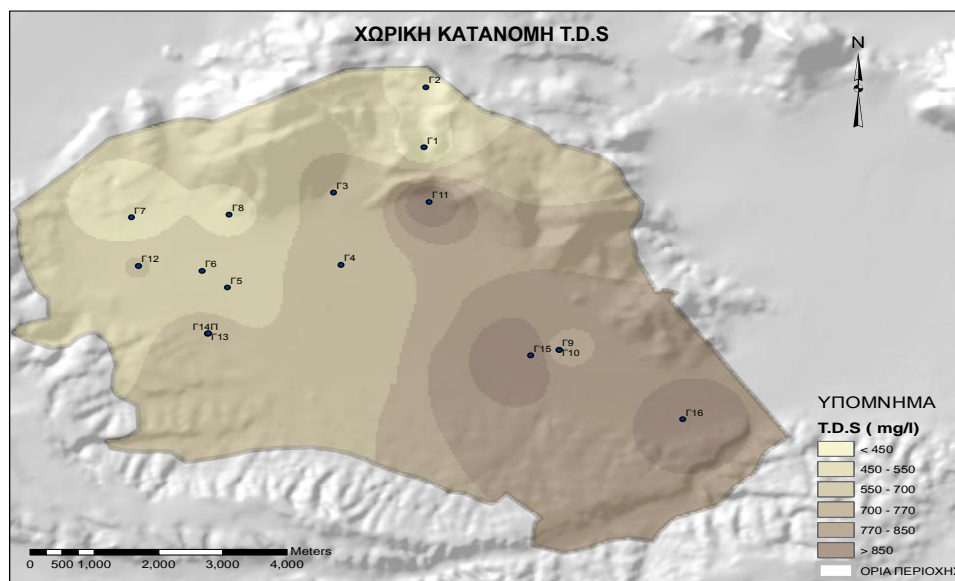 ΧΩΡΙΚΗ ΚΑΤΑΝΟΜΗ T.D.S
N
Γ2
Γ1
Γ3
Γ11
Γ7
Γ8
Γ12
Γ6
Γ4
Γ5
Γ14Π
Γ13
Γ9
Γ15
Γ10
Γ16
ΥΠΟΜΝΗΜΑ
T.D.S ( mg/l)
< 450
450 - 550
550 - 700
700 - 770
770 - 850
> 850
ΟΡΙΑ ΠΕΡΙΟΧΗΣ
Meters
0 500 1,000 2,000 3,000 4,000